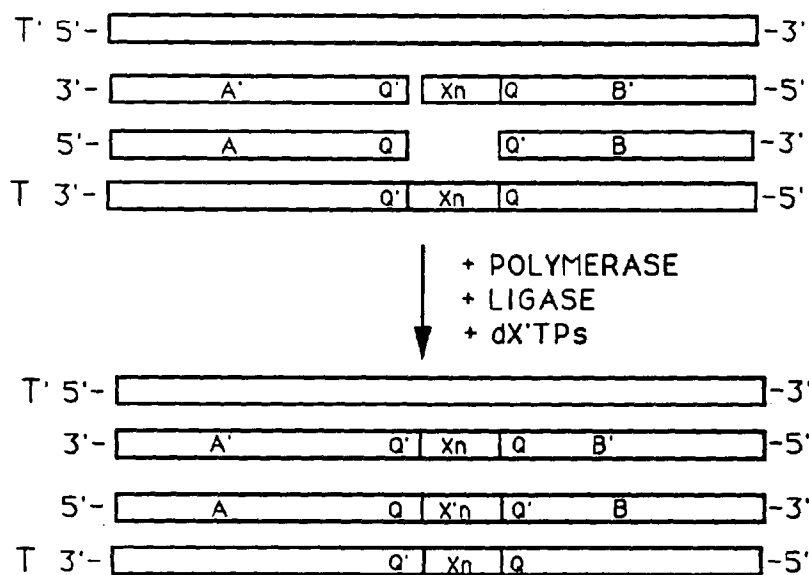 T' 5'- -3'
3'- A' Q' Xn Q B' -5'
5'- A Q Q' B -3'
T 3'- Q' Xn Q -5'
+ POLYMERASE
+ LIGASE
+ dX'TPs
T' 5'- -3'
3'- A' Q' Xn Q B' -5'
5'- A Q X'n Q' B -3'
T 3'- Q' Xn Q -5'